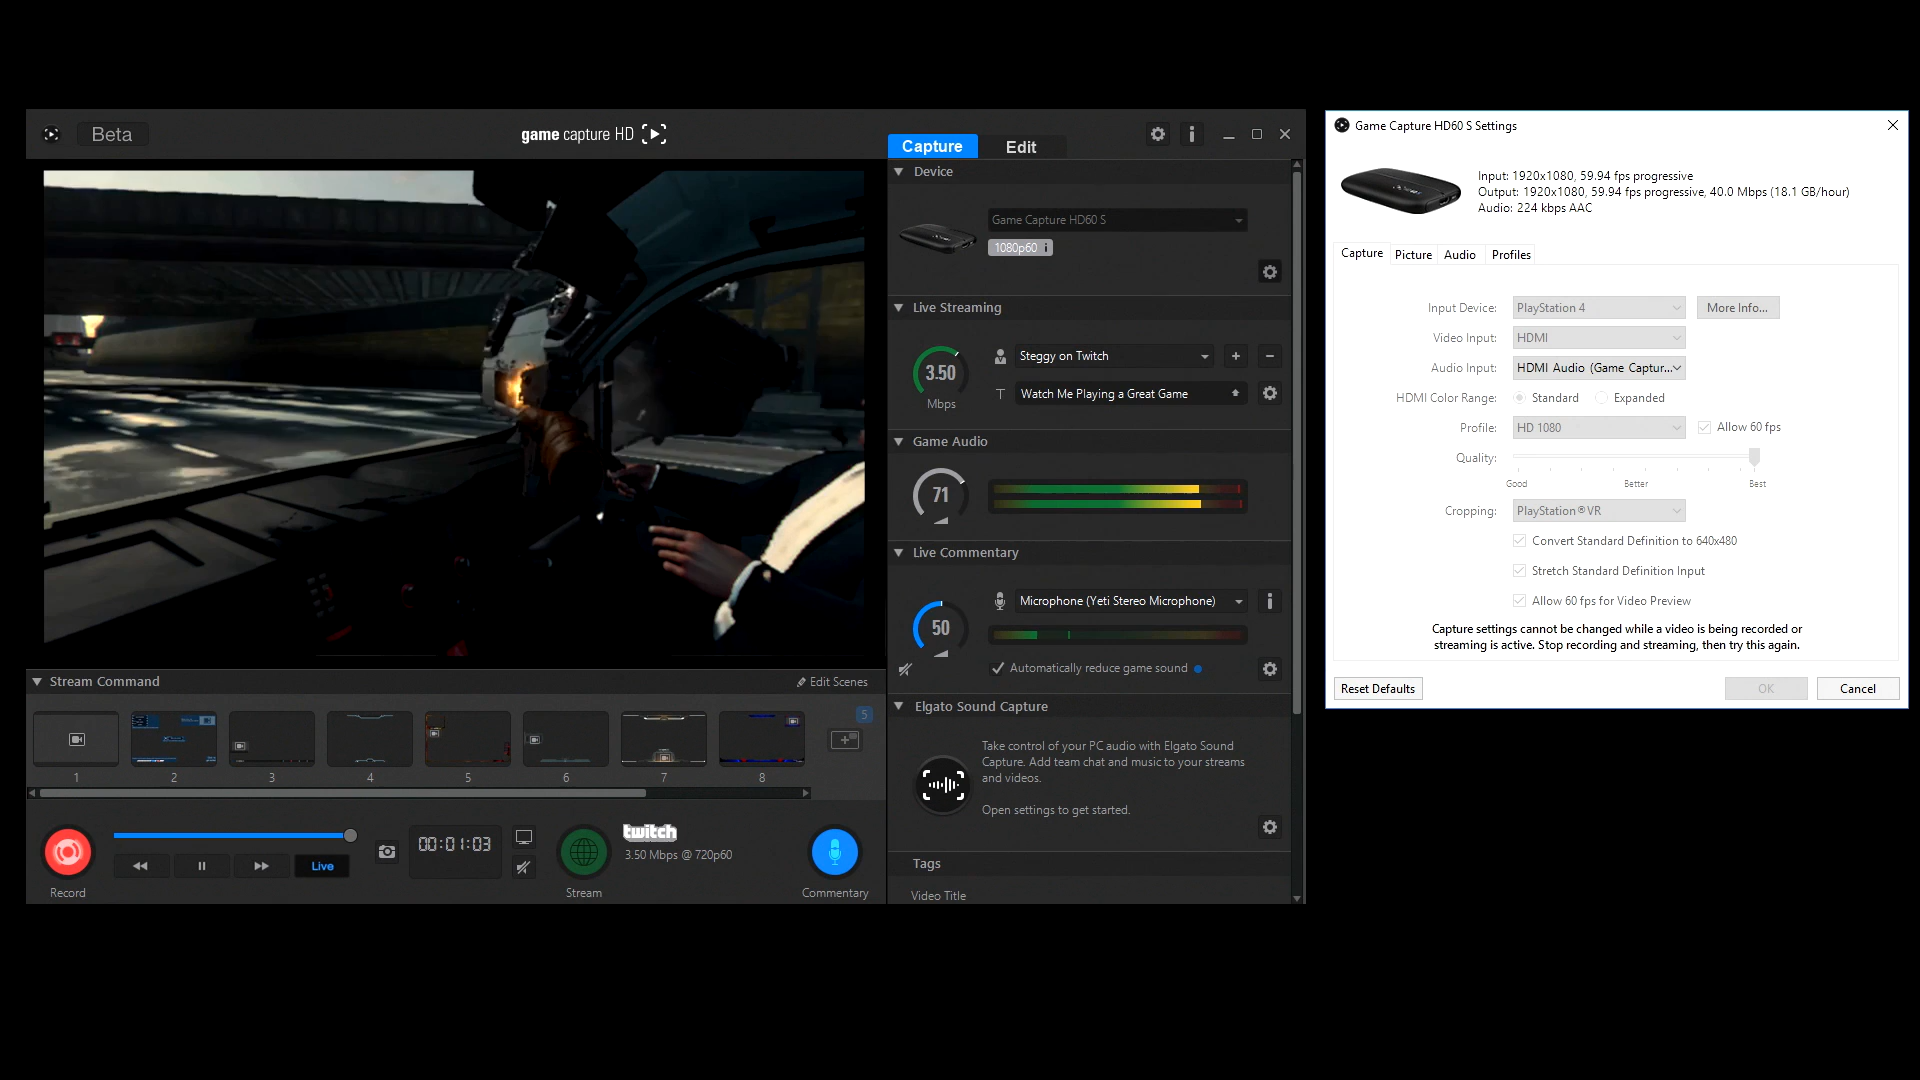 Beta
game capture HD
Capture
Edit
Device
Game Capture HD60 S
1080p60 i
Live Streaming
3.50
Mbps
Steggy on Twitch
T
Watch Me Playing a Great Game
Game Audio
71
Live Commentary
50
Microphone (Yeti Stereo Microphone)
Automatically reduce game sound
Elgato Sound Capture
Take control of your PC audio with Elgato Sound
Capture. Add team chat and music to your streams
and videos.
Open settings to get started.
Tags
Video Title
Stream Command
Edit Scenes
5
1
2
3
4
5
6
7
8
Record
Live
00:01:03
Stream
twitch
3.50 Mbps @ 720p60
Commentary
Game Capture HD60 S Settings
Input: 1920x1080, 59.94 fps progressive
Output: 1920x1080, 59.94 fps progressive, 40.0 Mbps (18.1 GB/hour)
Audio: 224 kbps AAC
Capture
Picture
Audio
Profiles
Input Device: PlayStation 4 More Info...
Video Input: HDMI
Audio Input: HDMI Audio (Game Captur...
HDMI Color Range: Standard Expanded
Profile: HD 1080 Allow 60 fps
Quality:
Good Better Best
Cropping: PlayStation®VR
Convert Standard Definition to 640x480
Stretch Standard Definition Input
Allow 60 fps for Video Preview
Capture settings cannot be changed while a video is being recorded or
streaming is active. Stop recording and streaming, then try this again.
Reset Defaults
OK
Cancel